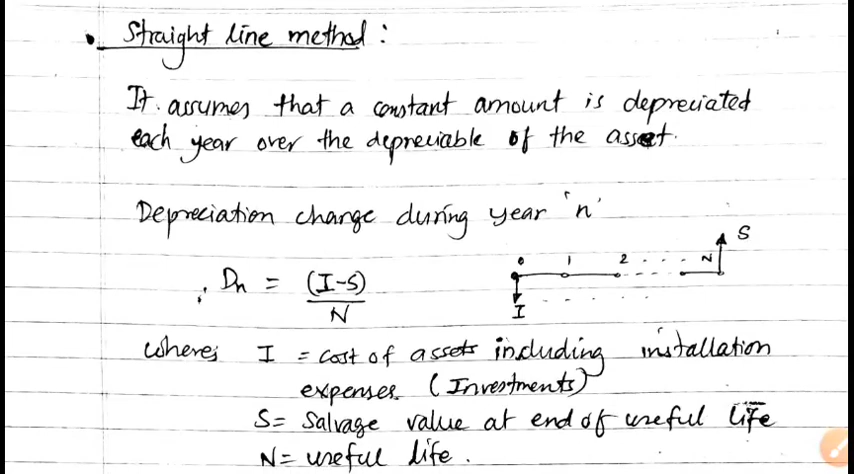 • Straight line method :
It assumes that a constant amount is depreciated
each year over the depreciable of the asset.
Depreciation change during year 'n'
∴ Dn = (I-S)
N
0 1 2 .... N S
I
where; I = cost of assets including installation
expenses. (Investments)
S = Salvage value at end of useful life
N = useful life.